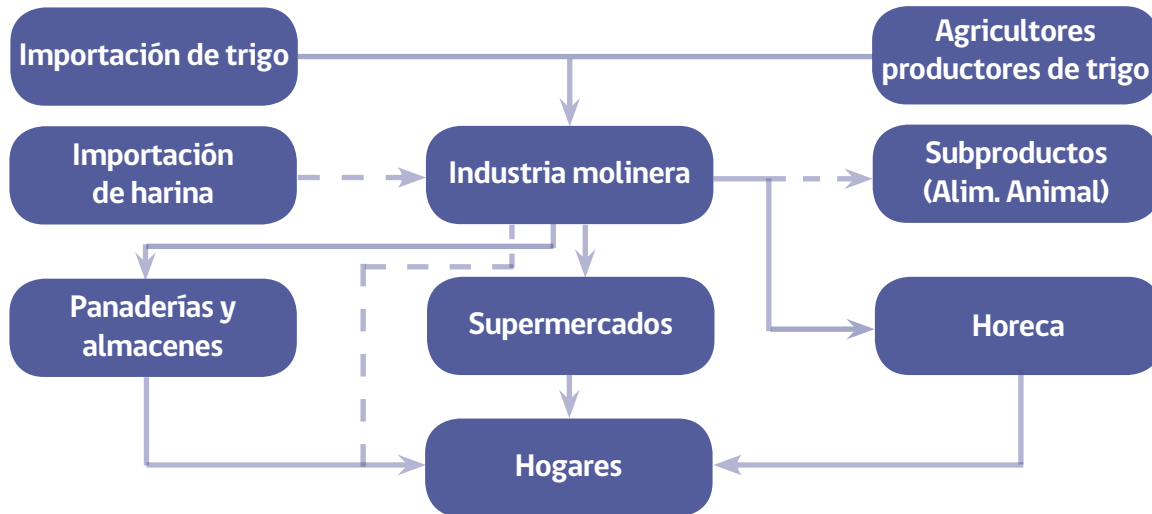 Importación de trigo
Agricultores
productores de trigo
Importación
de harina
Industria molinera
Subproductos
(Alim. Animal)
Panaderías y
almacenes
Supermercados
Horeca
Hogares